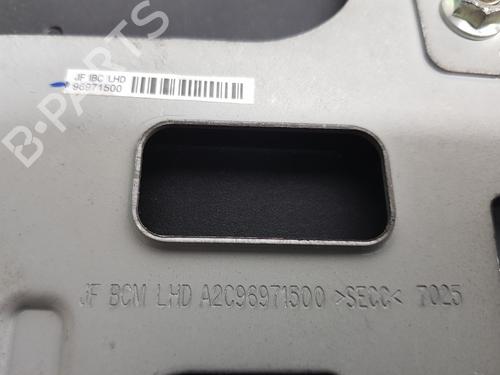 JF IBC LHD
96971500
JF BCM LHD A2C96971500 >SECC< 7025
B-PARTS